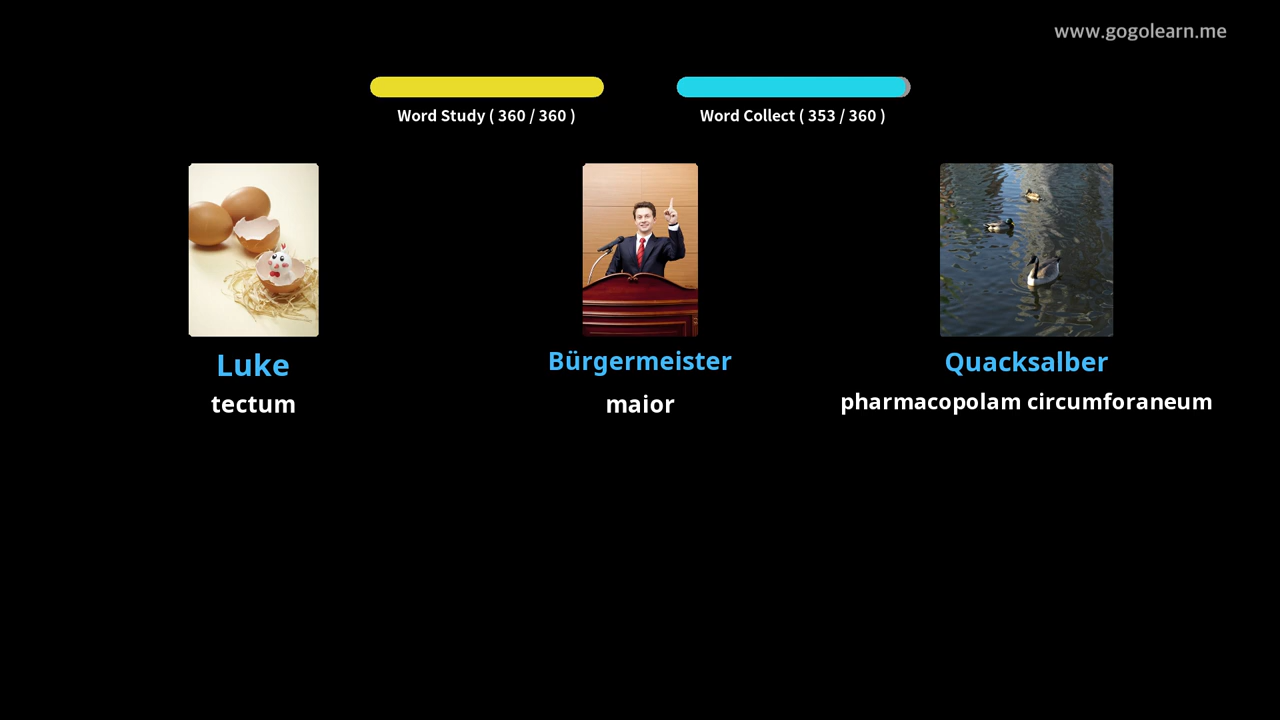 www.gogolearn.me
Word Study ( 360 / 360 )
Word Collect ( 353 / 360 )
Luke
tectum
Bürgermeister
maior
Quacksalber
pharmacopolam circumforaneum